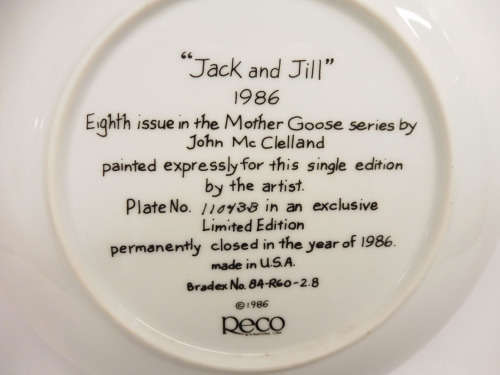 “Jack and Jill”
1986
Eighth issue in the Mother Goose series by
John Mc Clelland
painted expressly for this single edition
by the artist.
Plate No. in an exclusive
Limited Edition
permanently closed in the year of 1986.
made in U.S.A.
Bradex No. 84-R60-2.8
©1986
Reco